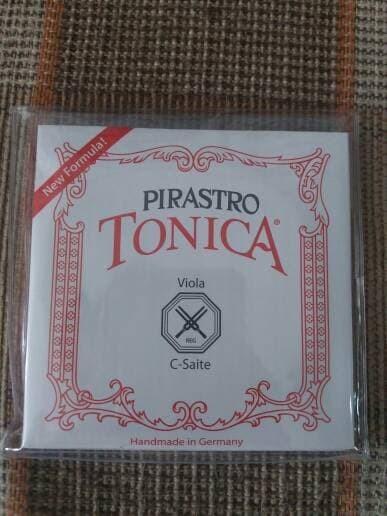 New Formula!
PIRASTRO
TONICA®
Viola
REG
C-Saite
Handmade in Germany